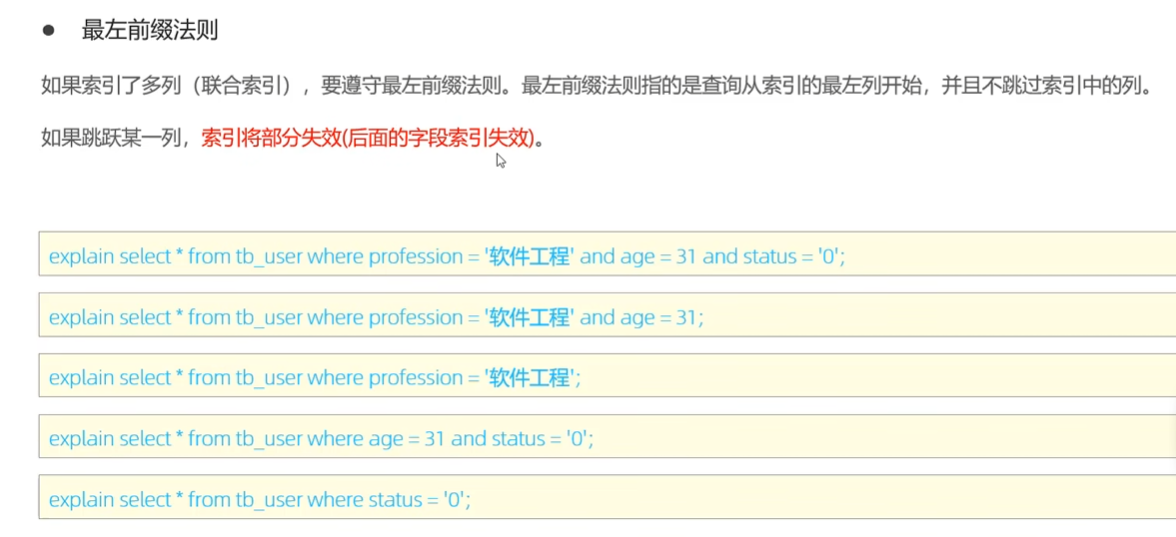 ● 最左前缀法则
如果索引了多列（联合索引），要遵守最左前缀法则。最左前缀法则指的是查询从索引的最左列开始，并且不跳过索引中的列。
如果跳跃某一列，索引将部分失效(后面的字段索引失效)。
explain select * from tb_user where profession = '软件工程' and age = 31 and status = '0';
explain select * from tb_user where profession = '软件工程' and age = 31;
explain select * from tb_user where profession = '软件工程';
explain select * from tb_user where age = 31 and status = '0';
explain select * from tb_user where status = '0';